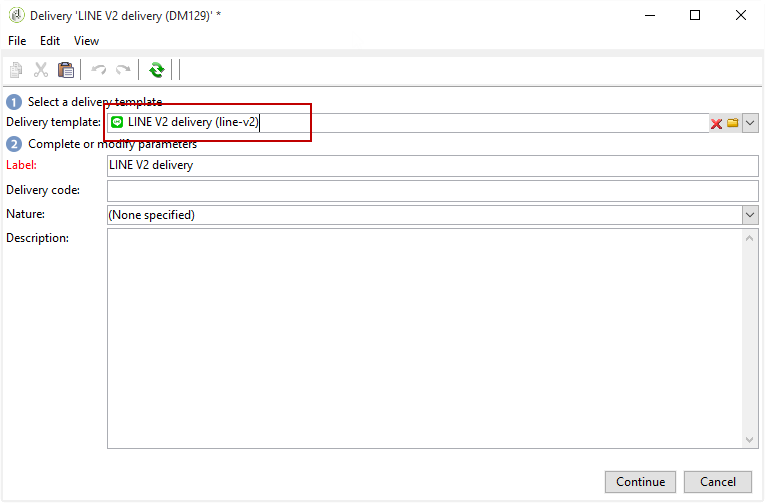 Delivery 'LINE V2 delivery (DM129)' *
File Edit View
1 Select a delivery template
Delivery template: LINE V2 delivery (line-v2)
2 Complete or modify parameters
Label: LINE V2 delivery
Delivery code:
Nature: (None specified)
Description:
Continue Cancel